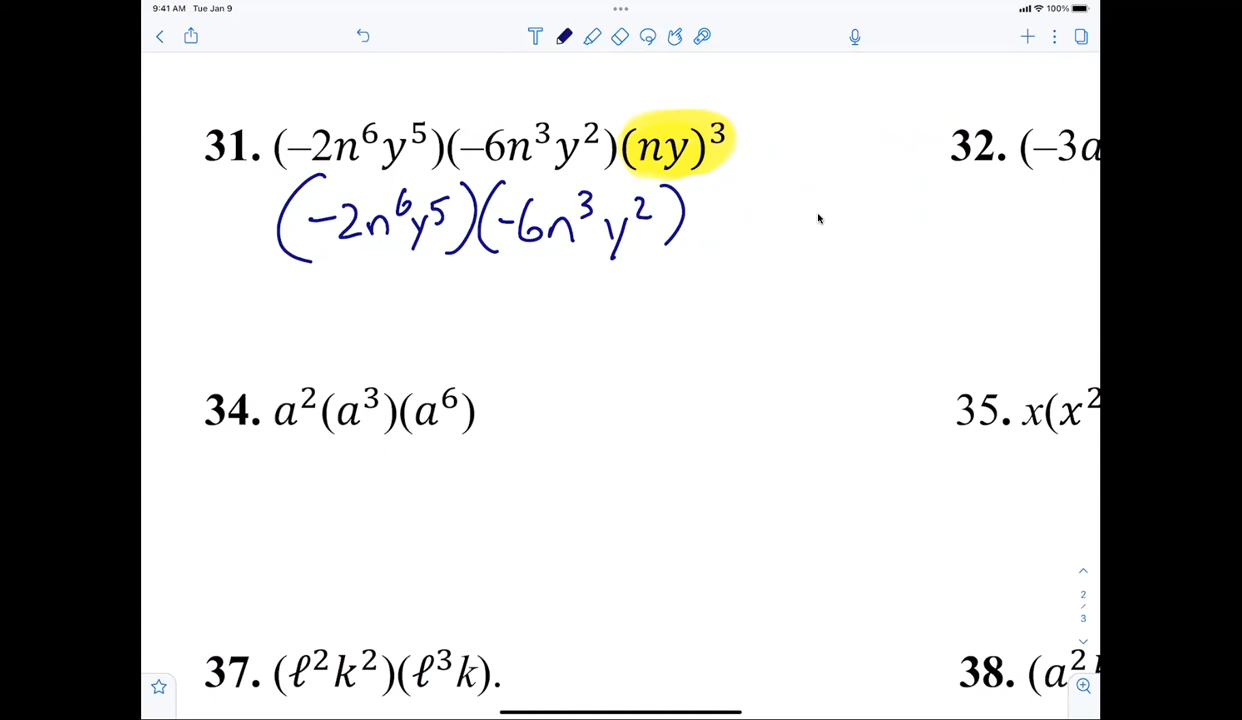 9:41 AM Tue Jan 9 100%
T
31. (–2n⁶y⁵)(–6n³y²)(ny)³ 32. (–3a
(-2n⁶y⁵)(-6n³y²)
34. a²(a³)(a⁶) 35. x(x²
2
/
3
37. (ℓ²k²)(ℓ³k). 38. (a²